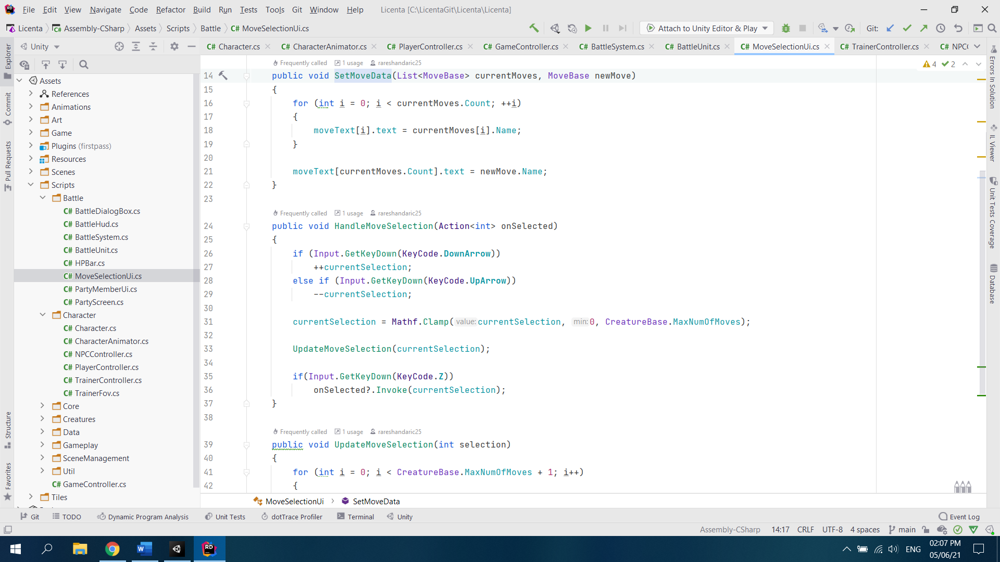 File Edit View Navigate Code Refactor Build Run Tests Tools Git Window Help Licenta [C:\LicentaGit\Licenta\Licenta]
Licenta Assembly-CSharp Assets Scripts Battle C# MoveSelectionUi.cs Attach to Unity Editor & Play Git:
Unity C# Character.cs C# CharacterAnimator.cs C# PlayerController.cs C# GameController.cs C# BattleSystem.cs C# BattleUnit.cs C# MoveSelectionUi.cs C# TrainerController.cs C# NPC
Explorer
Commit
Pull Requests
Structure
Favorites
Assets
References
Animations
Art
Game
Plugins (firstpass)
Resources
Scenes
Scripts
Battle
C# BattleDialogBox.cs
C# BattleHud.cs
C# BattleSystem.cs
C# BattleUnit.cs
C# HPBar.cs
C# MoveSelectionUi.cs
C# PartyMemberUi.cs
C# PartyScreen.cs
Character
C# Character.cs
C# CharacterAnimator.cs
C# NPCController.cs
C# PlayerController.cs
C# TrainerController.cs
C# TrainerFov.cs
Core
Creatures
Data
Gameplay
SceneManagement
Util
C# GameController.cs
Tiles
Frequently called 1 usage rareshandaric25
4 2
14 public void SetMoveData(List<MoveBase> currentMoves, MoveBase newMove)
15 {
16 for (int i = 0; i < currentMoves.Count; ++i)
17 {
18 moveText[i].text = currentMoves[i].Name;
19 }
20
21 moveText[currentMoves.Count].text = newMove.Name;
22 }
23
Frequently called 1 usage rareshandaric25
24 public void HandleMoveSelection(Action<int> onSelected)
25 {
26 if (Input.GetKeyDown(KeyCode.DownArrow))
27 ++currentSelection;
28 else if (Input.GetKeyDown(KeyCode.UpArrow))
29 --currentSelection;
30
31 currentSelection = Mathf.Clamp(value: currentSelection, min: 0, CreatureBase.MaxNumOfMoves);
32
33 UpdateMoveSelection(currentSelection);
34
35 if(Input.GetKeyDown(KeyCode.Z))
36 onSelected?.Invoke(currentSelection);
37 }
38
Frequently called 1 usage rareshandaric25
39 public void UpdateMoveSelection(int selection)
40 {
41 for (int i = 0; i < CreatureBase.MaxNumOfMoves + 1; i++)
42 {
Errors In Solution
IL Viewer
Unit Tests Coverage
Database
MoveSelectionUi SetMoveData
Git TODO Dynamic Program Analysis Unit Tests dotTrace Profiler Terminal Unity Event Log
Assembly-CSharp 14:17 CRLF UTF-8 4 spaces main
ENG 02:07 PM
05/06/21